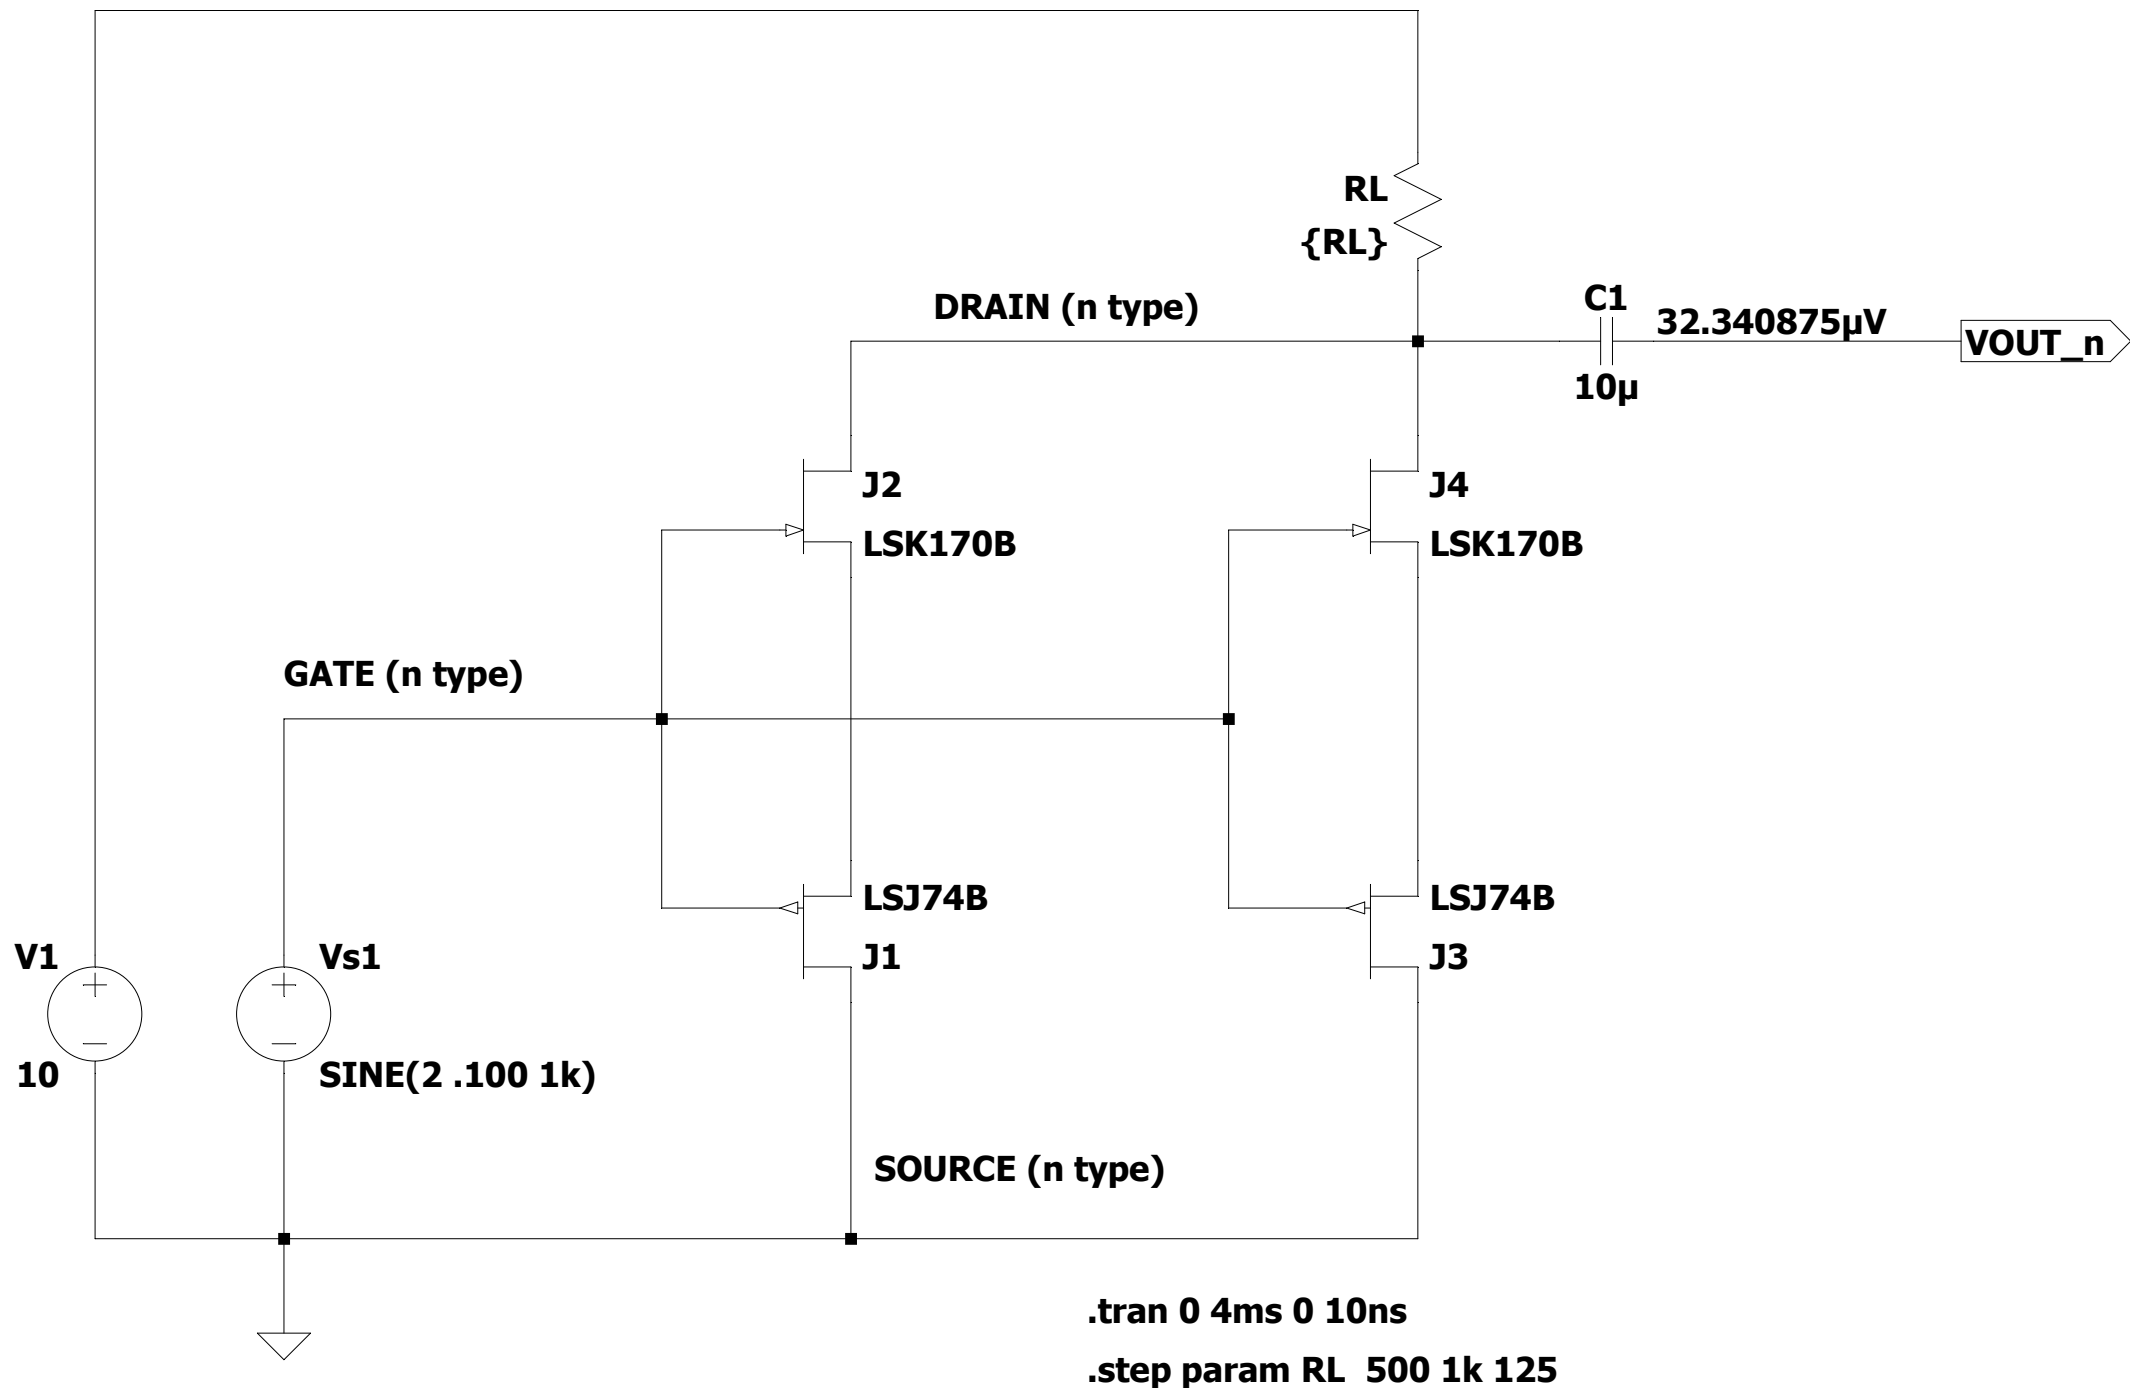 RL
{RL}
DRAIN (n type)
C1
32.340875µV
VOUT_n
10µ
J2
J4
LSK170B
LSK170B
GATE (n type)
LSJ74B
LSJ74B
V1
Vs1
J1
J3
+
+
10
SINE(2 .100 1k)
SOURCE (n type)
.tran 0 4ms 0 10ns
.step param RL  500 1k 125